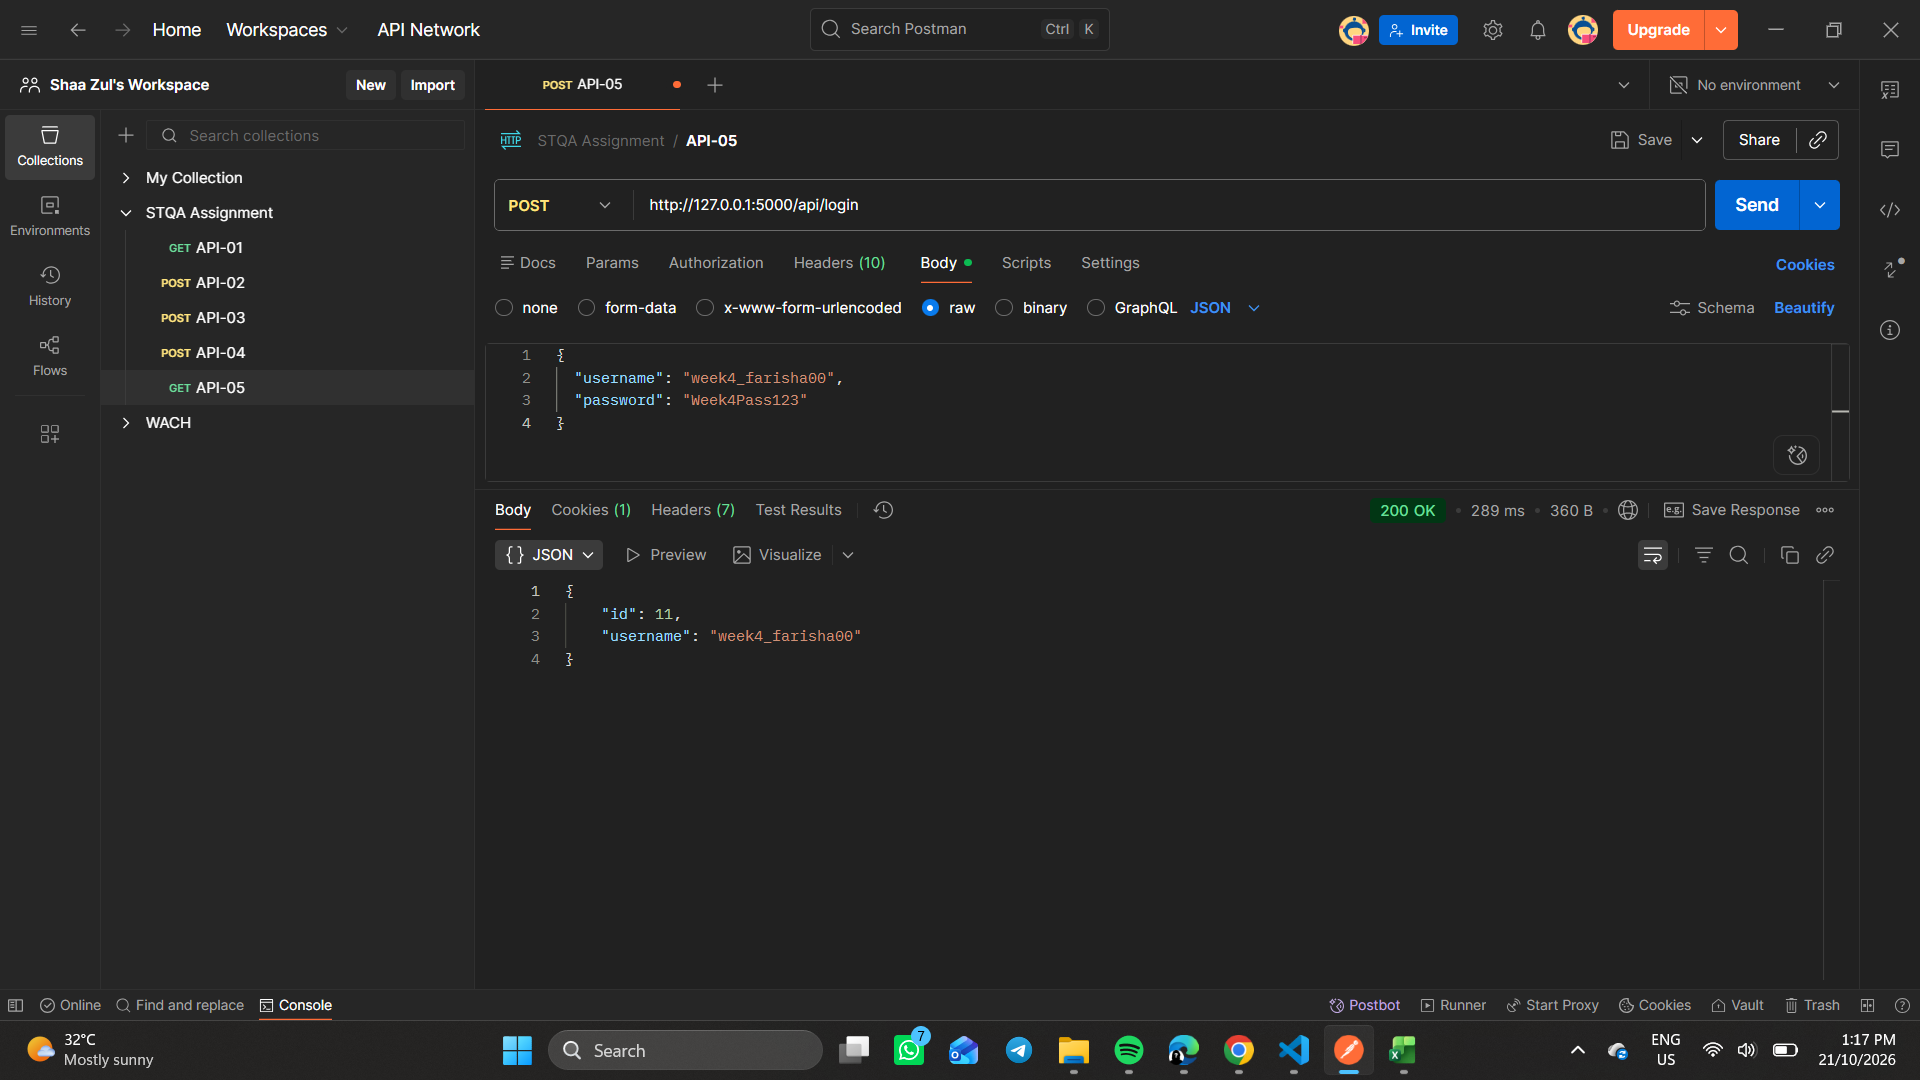 Home Workspaces API Network Search Postman Ctrl K Invite Upgrade
Shaa Zul's Workspace New Import POST API-05 No environment
Search collections
Collections
Environments
History
Flows
My Collection
STQA Assignment
GET API-01
POST API-02
POST API-03
POST API-04
GET API-05
WACH
HTTP STQA Assignment / API-05 Save Share
POST http://127.0.0.1:5000/api/login Send
Docs Params Authorization Headers (10) Body Scripts Settings Cookies
none form-data x-www-form-urlencoded raw binary GraphQL JSON Schema Beautify
1 {
2 "username": "week4_farisha00",
3 "password": "Week4Pass123"
4 }
Body Cookies (1) Headers (7) Test Results 200 OK 289 ms 360 B e.g. Save Response
{} JSON Preview Visualize
1 {
2 "id": 11,
3 "username": "week4_farisha00"
4 }
Online Find and replace Console Postbot Runner Start Proxy Cookies Vault Trash
32°C
Mostly sunny
Search
7
ENG
US
1:17 PM
21/10/2026